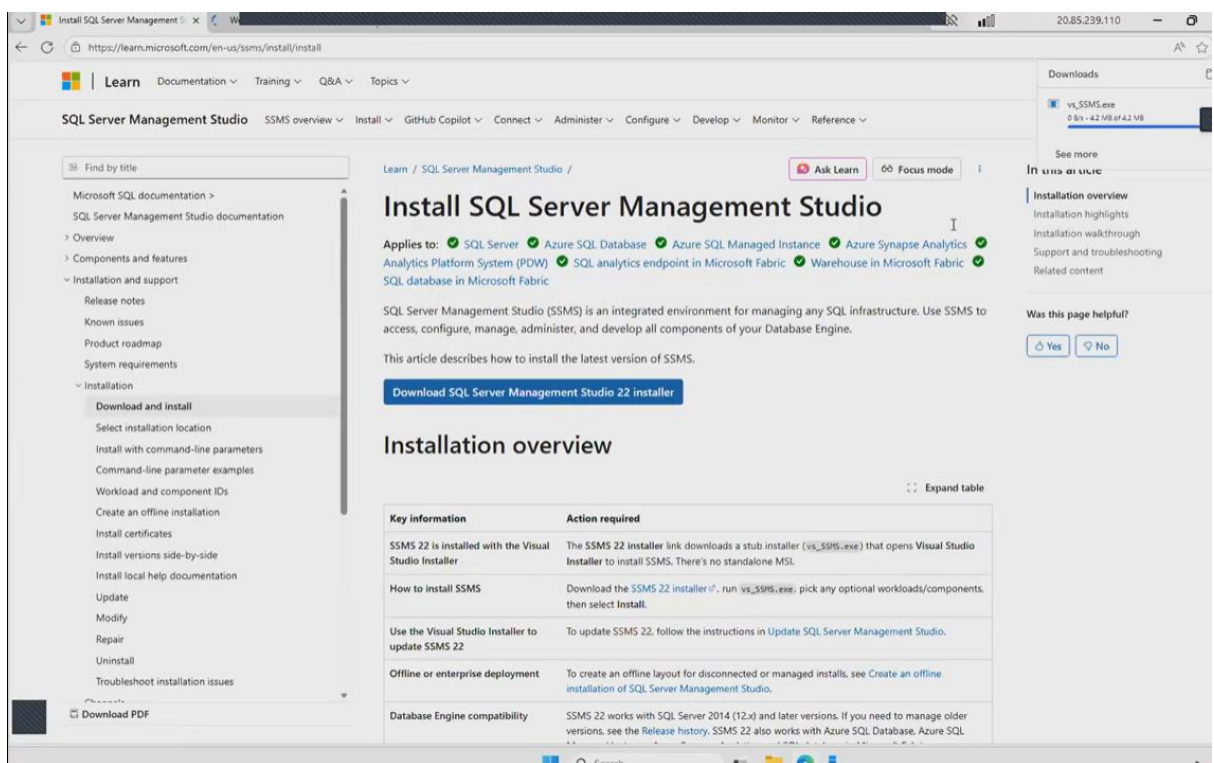 Install SQL Server Management S
20.85.239.110
https://learn.microsoft.com/en-us/ssms/install/install
Learn Documentation Training Q&A Topics
Downloads
vs_SSMS.exe
0 B/s - 4.2 MB of 4.2 MB
See more
SQL Server Management Studio SSMS overview Install GitHub Copilot Connect Administer Configure Develop Monitor Reference
Find by title
Microsoft SQL documentation >
SQL Server Management Studio documentation
Overview
Components and features
Installation and support
Release notes
Known issues
Product roadmap
System requirements
Installation
Download and install
Select installation location
Install with command-line parameters
Command-line parameter examples
Workload and component IDs
Create an offline installation
Install certificates
Install versions side-by-side
Install local help documentation
Update
Modify
Repair
Uninstall
Troubleshoot installation issues
Channels
Download PDF
Learn / SQL Server Management Studio /
Ask Learn
Focus mode
Install SQL Server Management Studio
Applies to: SQL Server Azure SQL Database Azure SQL Managed Instance Azure Synapse Analytics
Analytics Platform System (PDW) SQL analytics endpoint in Microsoft Fabric Warehouse in Microsoft Fabric
SQL database in Microsoft Fabric
SQL Server Management Studio (SSMS) is an integrated environment for managing any SQL infrastructure. Use SSMS to
access, configure, manage, administer, and develop all components of your Database Engine.
This article describes how to install the latest version of SSMS.
Download SQL Server Management Studio 22 installer
Installation overview
Expand table
Key information Action required
SSMS 22 is installed with the Visual
Studio Installer
The SSMS 22 installer link downloads a stub installer (vs_SSMS.exe) that opens Visual Studio
Installer to install SSMS. There's no standalone MSI.
How to install SSMS
Download the SSMS 22 installer, run vs_SSMS.exe, pick any optional workloads/components,
then select Install.
Use the Visual Studio Installer to
update SSMS 22
To update SSMS 22, follow the instructions in Update SQL Server Management Studio.
Offline or enterprise deployment
To create an offline layout for disconnected or managed installs, see Create an offline
installation of SQL Server Management Studio.
Database Engine compatibility
SSMS 22 works with SQL Server 2014 (12.x) and later versions. If you need to manage older
versions, see the Release history. SSMS 22 also works with Azure SQL Database, Azure SQL
In this article
Installation overview
Installation highlights
Installation walkthrough
Support and troubleshooting
Related content
Was this page helpful?
Yes
No
Search